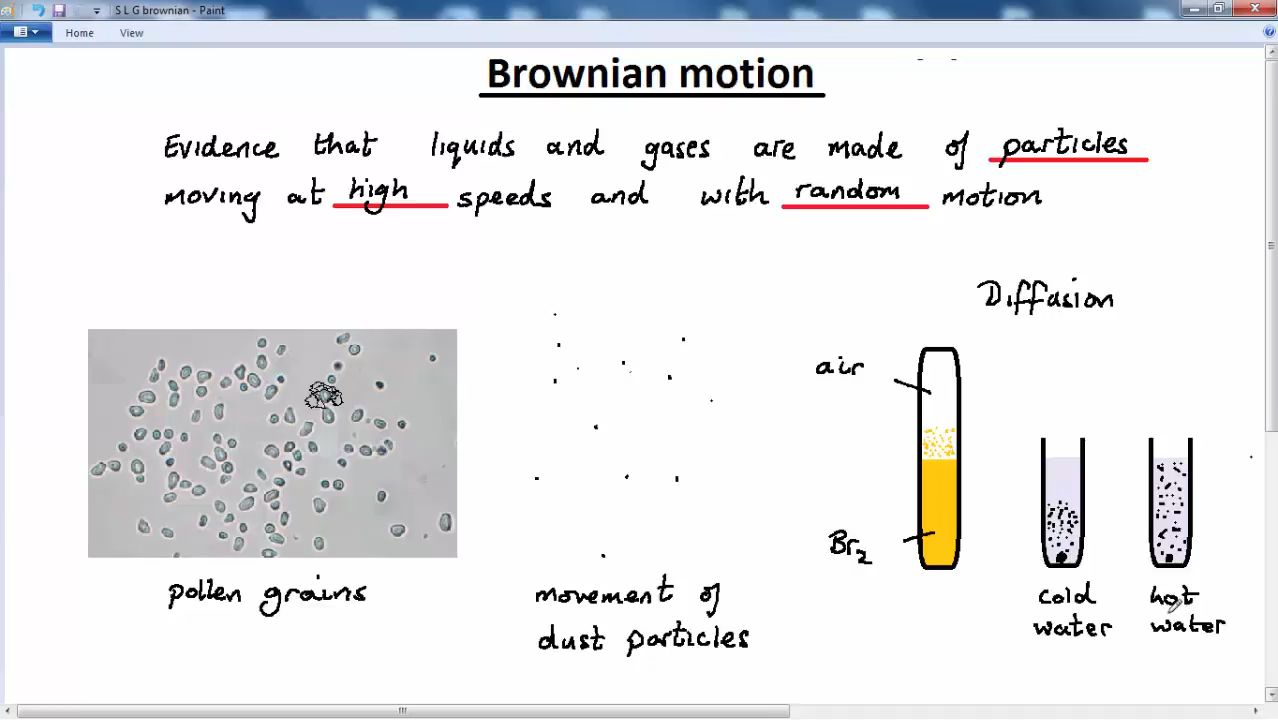 S L G brownian - Paint
Home View
Brownian motion
Evidence that liquids and gases are made of particles
moving at high speeds and with random motion
Diffusion
air
Br2
pollen grains
movement of
dust particles
cold
water
hot
water